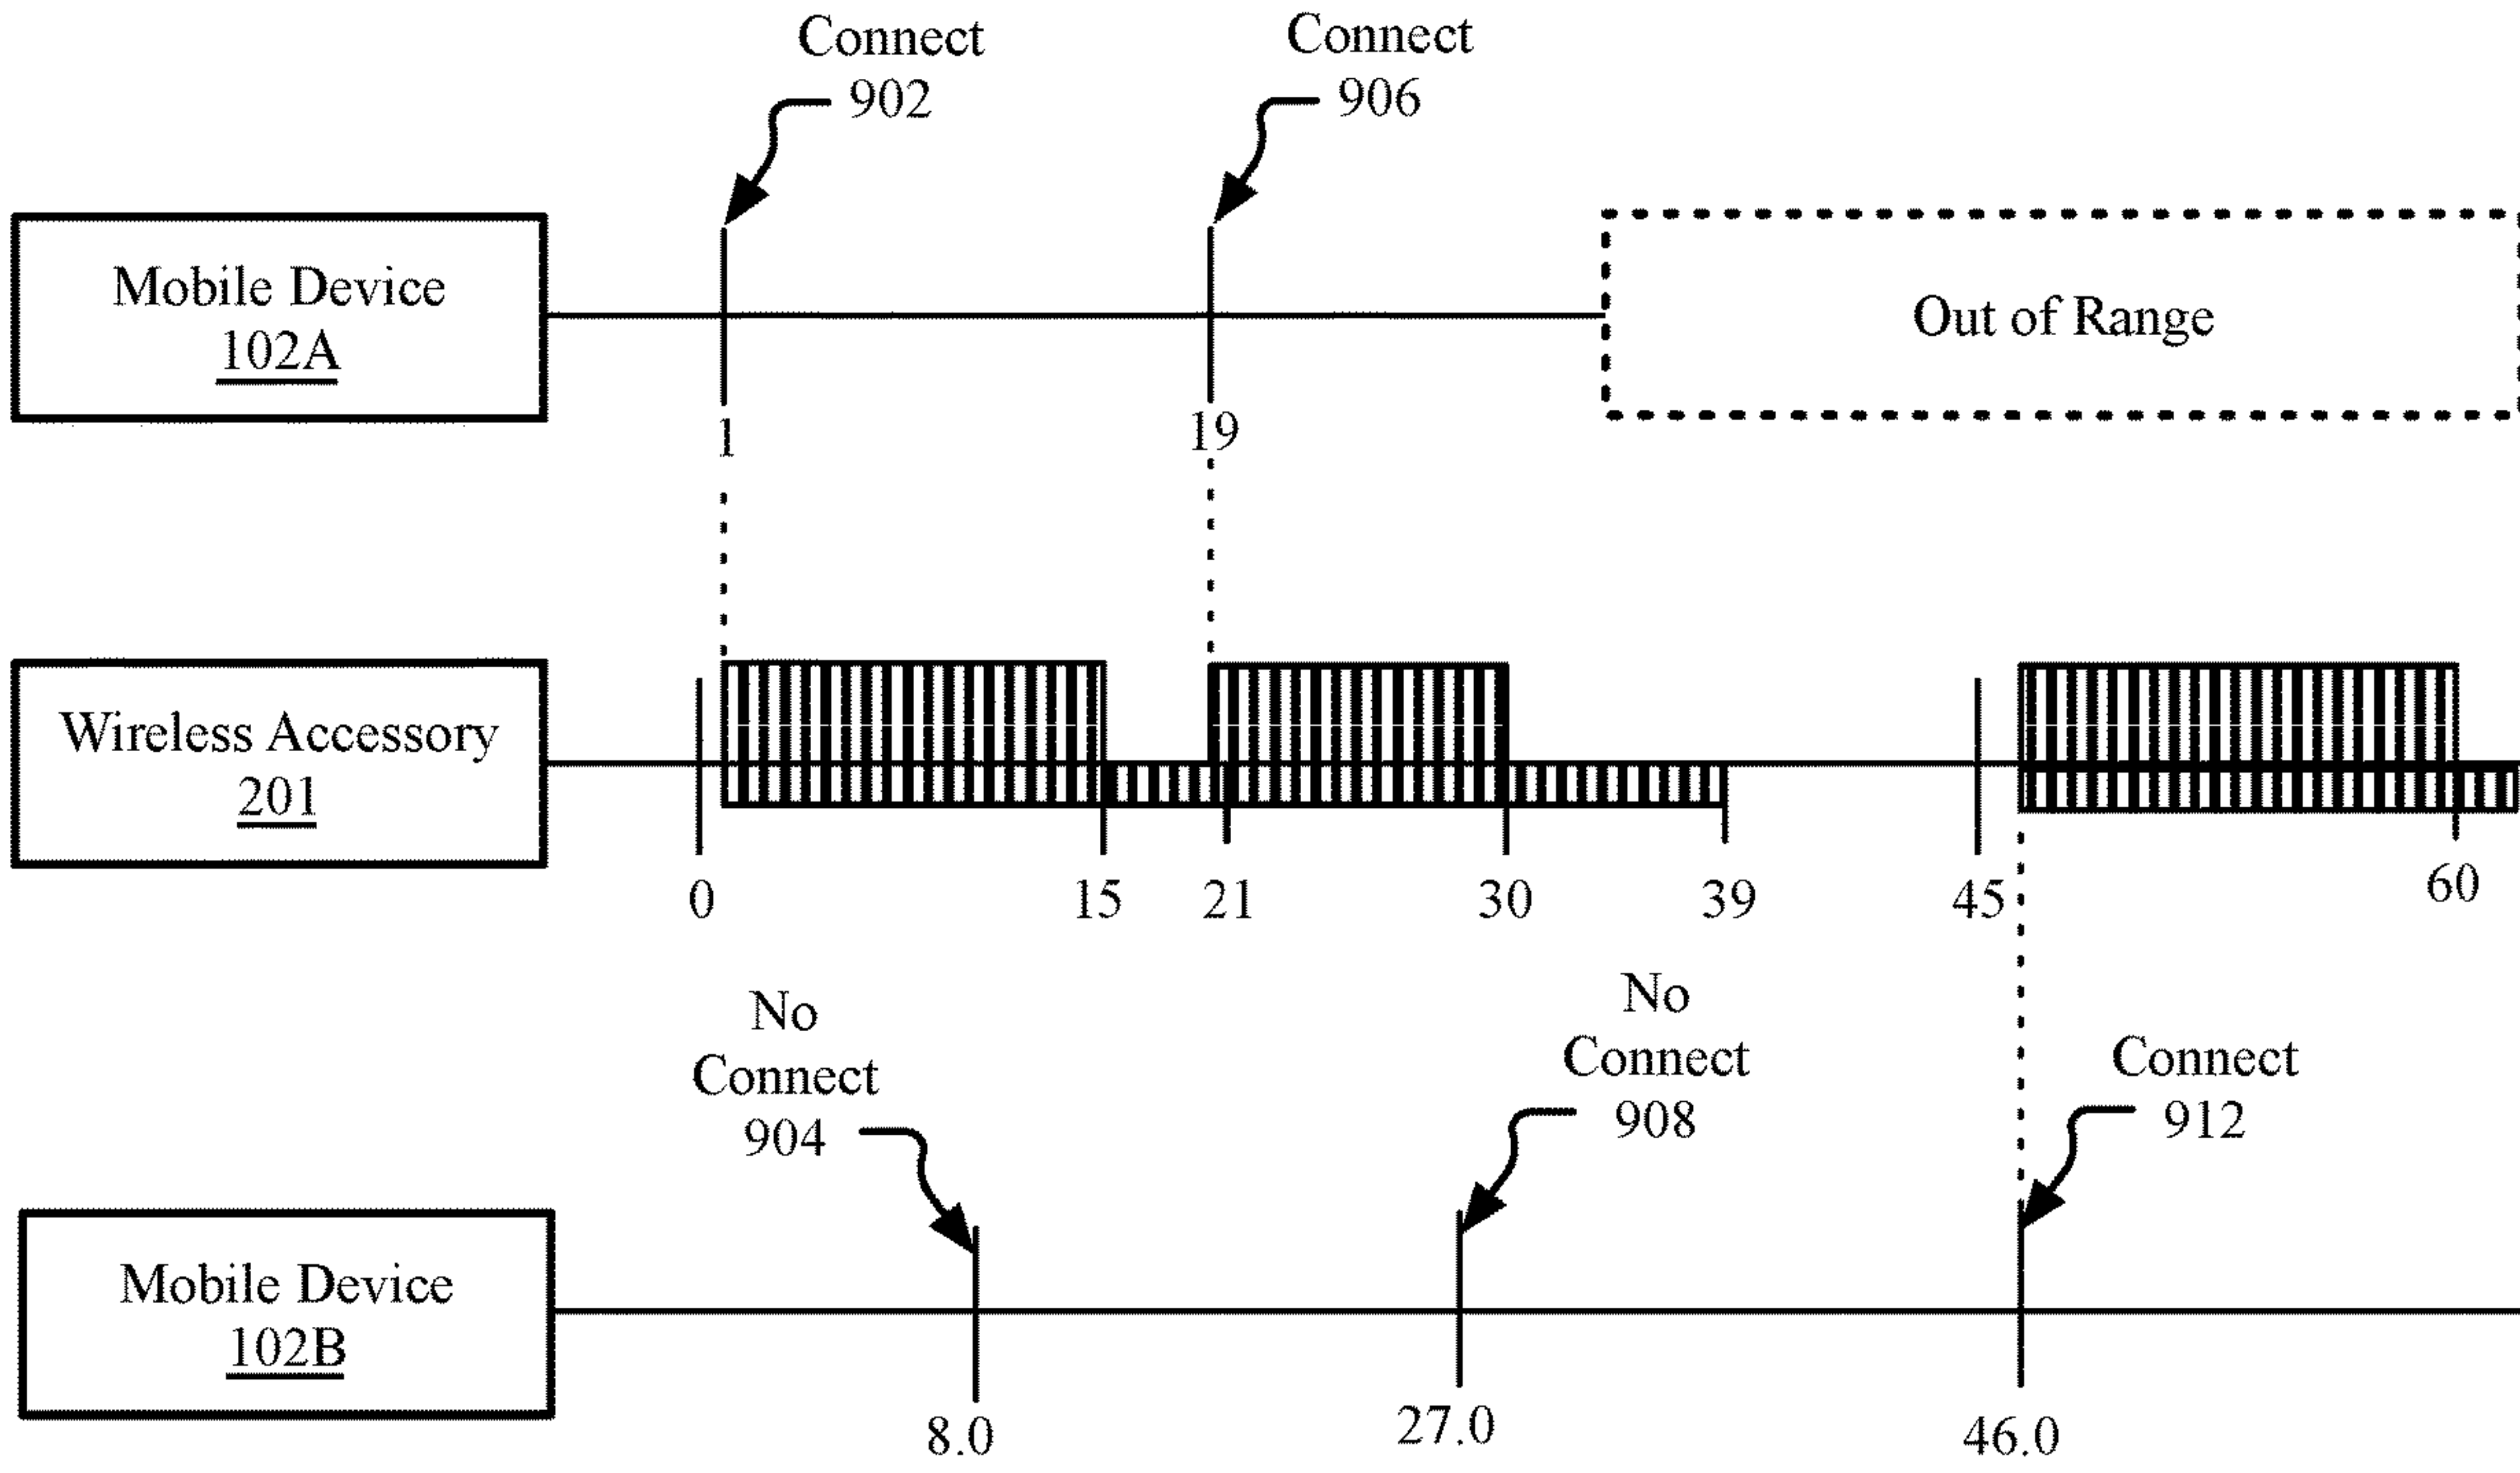 Connect
902
Connect
906
Mobile Device
102A
Out of Range
1
19
Wireless Accessory
201
0
15
21
30
39
45
60
No
Connect
904
No
Connect
908
Connect
912
Mobile Device
102B
8.0
27.0
46.0